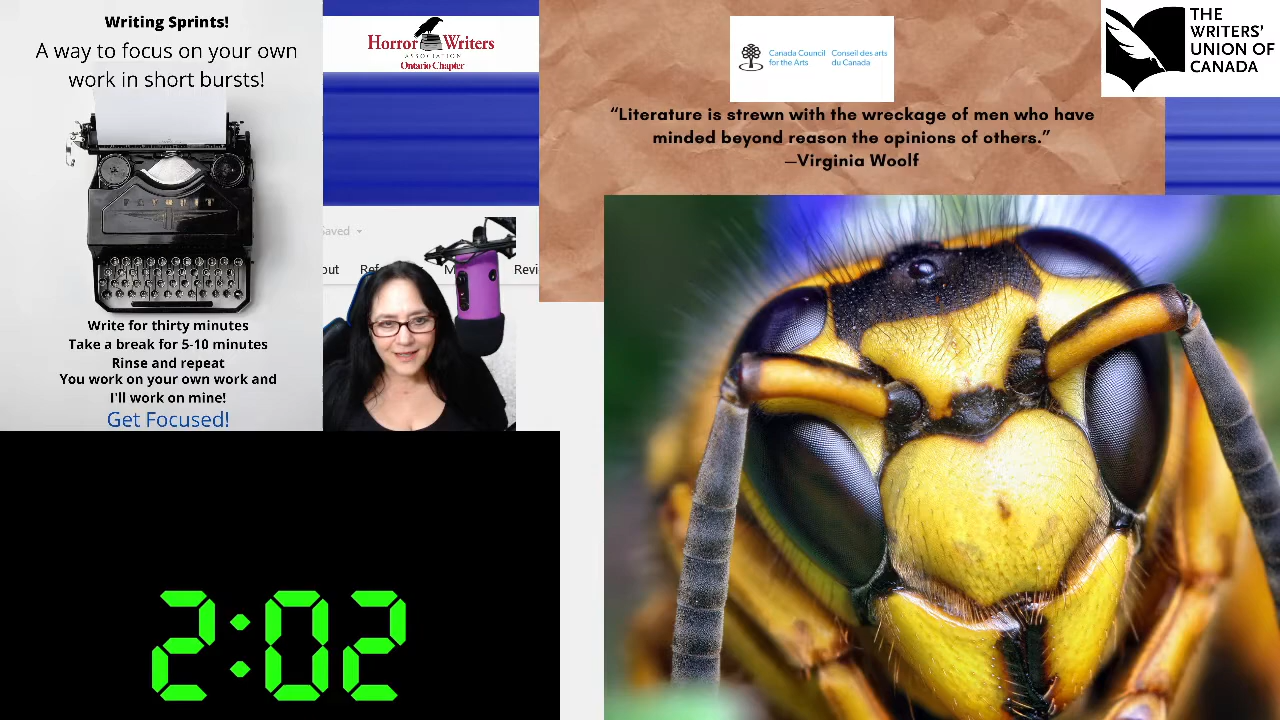 Writing Sprints!
A way to focus on your own
work in short bursts!
Write for thirty minutes
Take a break for 5-10 minutes
Rinse and repeat
You work on your own work and
I'll work on mine!
Get Focused!
Horror Writers
ASSOCIATION
Ontario Chapter
Saved
out Ref M Revi
Canada Council Conseil des arts
for the Arts du Canada
“Literature is strewn with the wreckage of men who have
minded beyond reason the opinions of others.”
—Virginia Woolf
THE
WRITERS’
UNION OF
CANADA
2:02